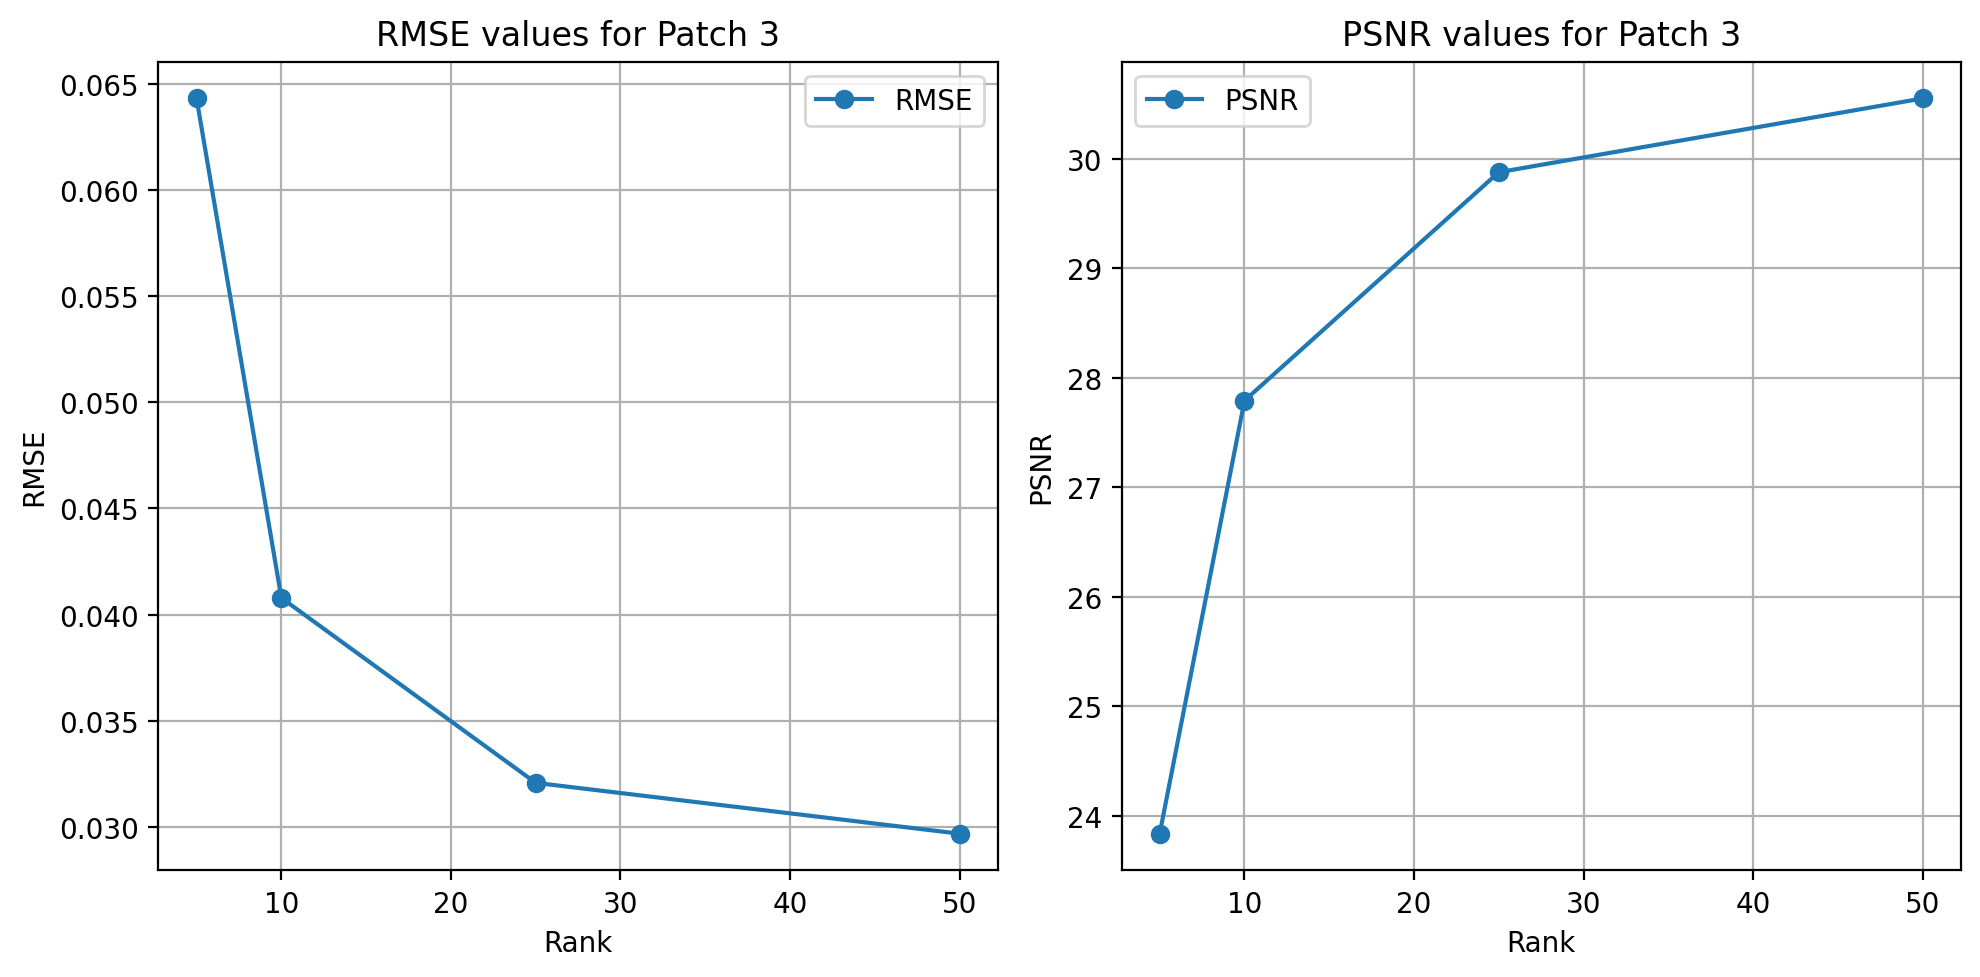 RMSE values for Patch 3
0.065
0.060
0.055
0.050
0.045
0.040
0.035
0.030
RMSE
RMSE
10 20 30 40 50
Rank
PSNR values for Patch 3
30
29
28
27
26
25
24
PSNR
PSNR
10 20 30 40 50
Rank